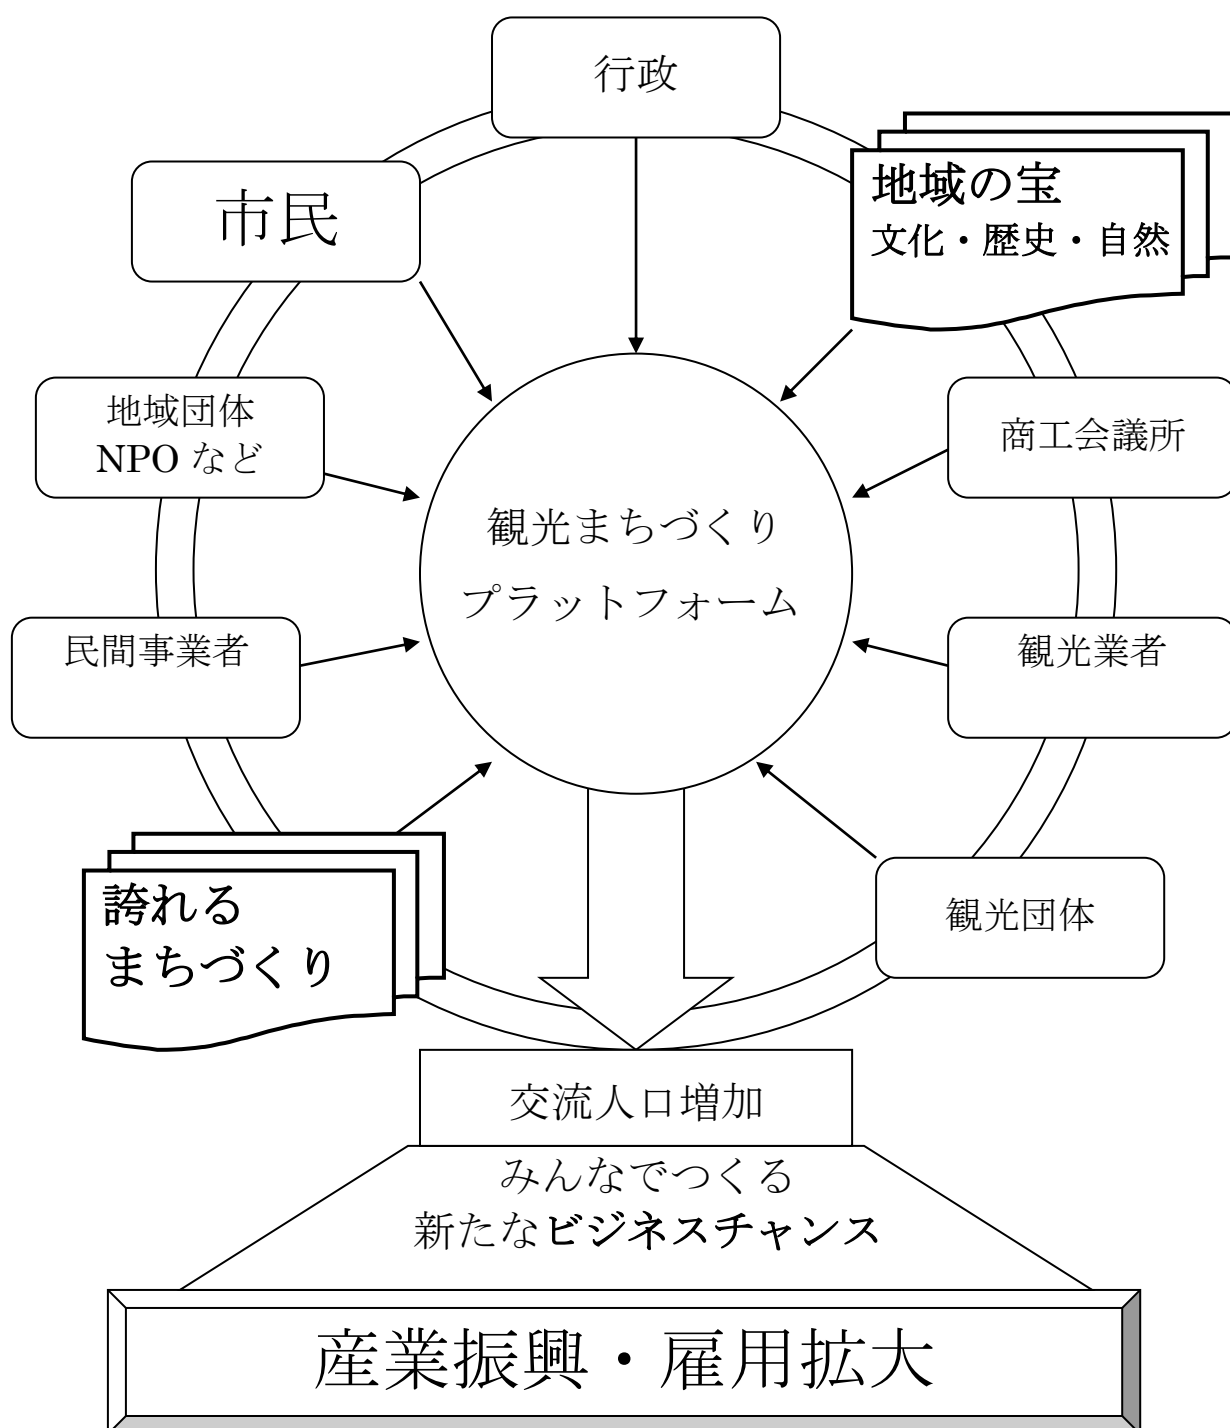 行政
市民
地域の宝
文化・歴史・自然
地域団体
NPO など
商工会議所
観光まちづくり
プラットフォーム
民間事業者
観光業者
誇れる
まちづくり
観光団体
交流人口増加
みんなでつくる
新たなビジネスチャンス
産業振興・雇用拡大